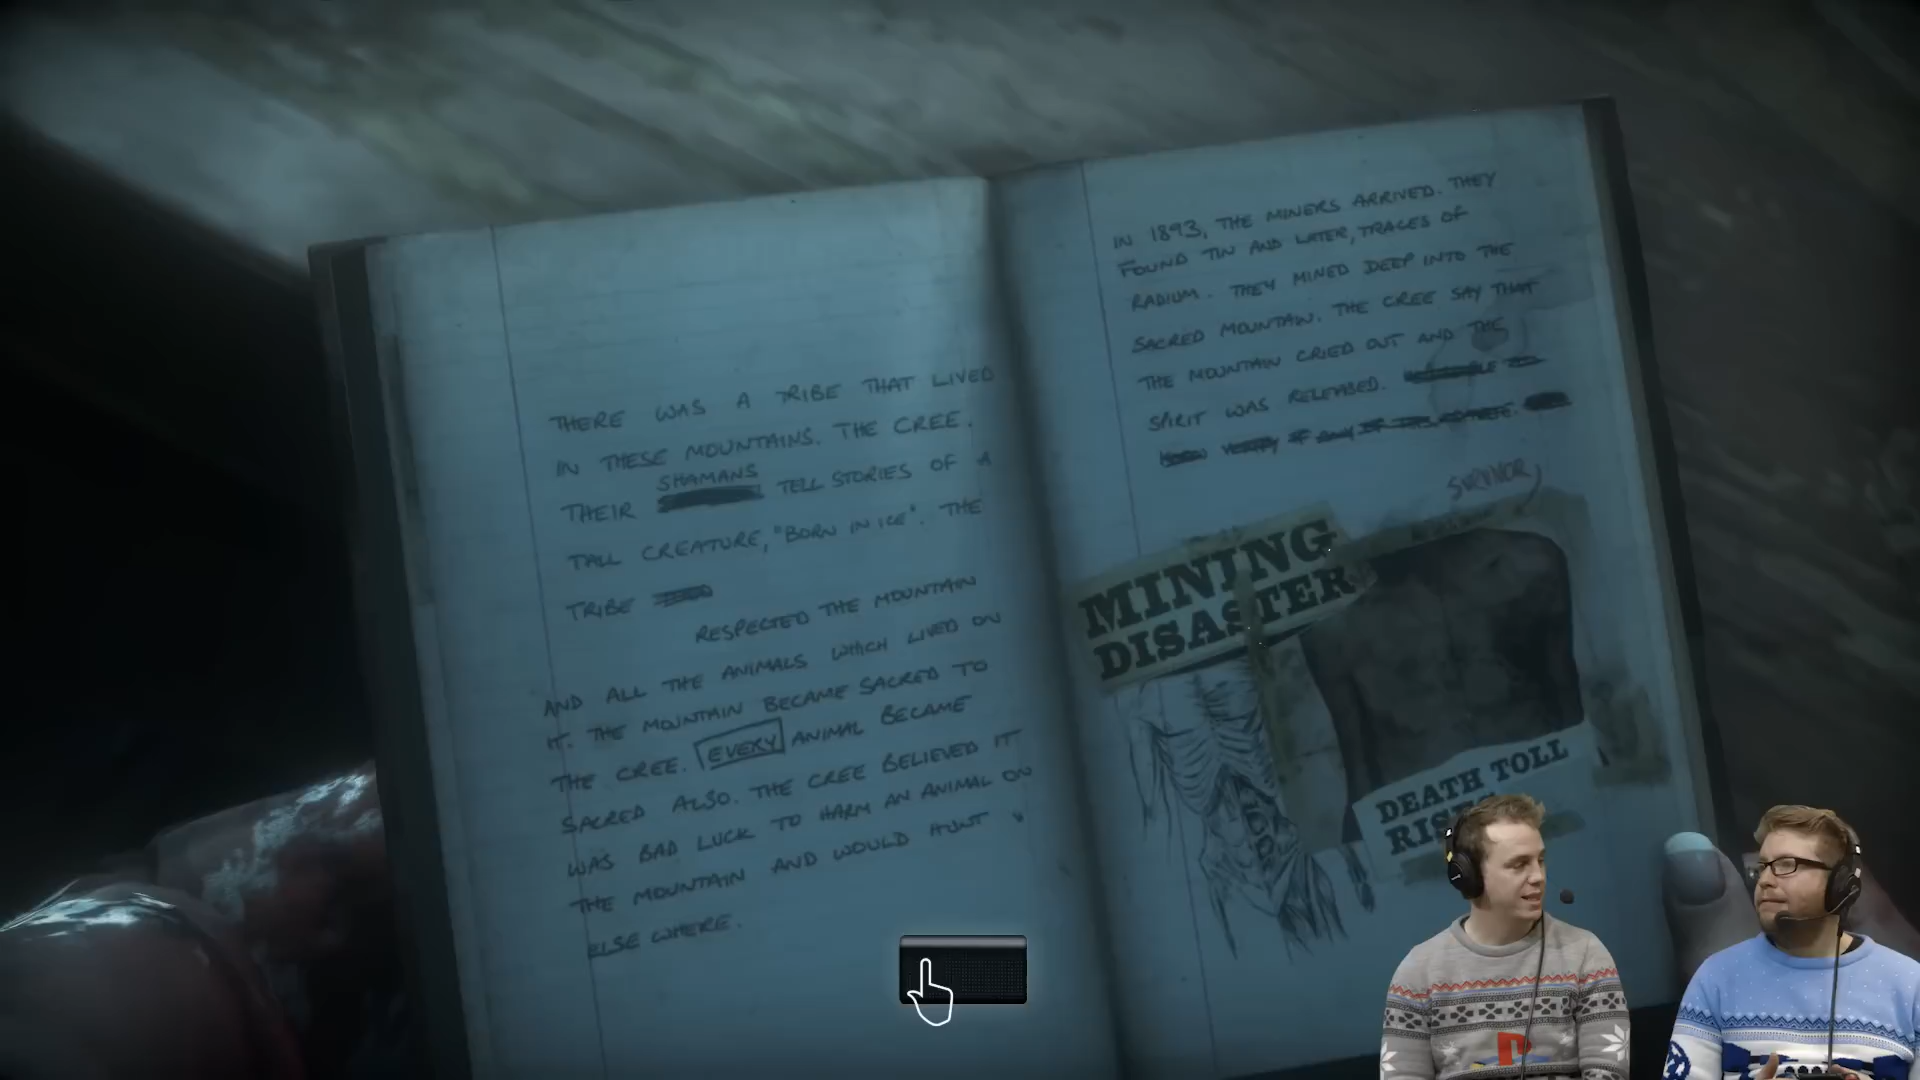 THERE WAS A TRIBE THAT LIVED
IN THESE MOUNTAINS. THE CREE.
SHAMANS
THEIR TELL STORIES OF A
TALL CREATURE, "BORN IN ICE". THE
TRIBE
RESPECTED THE MOUNTAIN
AND ALL THE ANIMALS WHICH LIVED ON
IT. THE MOUNTAIN BECAME SACRED TO
THE CREE. EVERY ANIMAL BECAME
SACRED ALSO. THE CREE BELIEVED IT
WAS BAD LUCK TO HARM AN ANIMAL ON
THE MOUNTAIN AND WOULD HUNT
ELSE WHERE.
IN 1893, THE MINERS ARRIVED. THEY
FOUND TIN AND LATER, TRACES OF
RADIUM. THEY MINED DEEP INTO THE
SACRED MOUNTAIN. THE CREE SAY THAT
THE MOUNTAIN CRIED OUT AND THE
SPIRIT WAS RELEASED.
SURVIVOR
MINING
DISASTER
DEATH TOLL